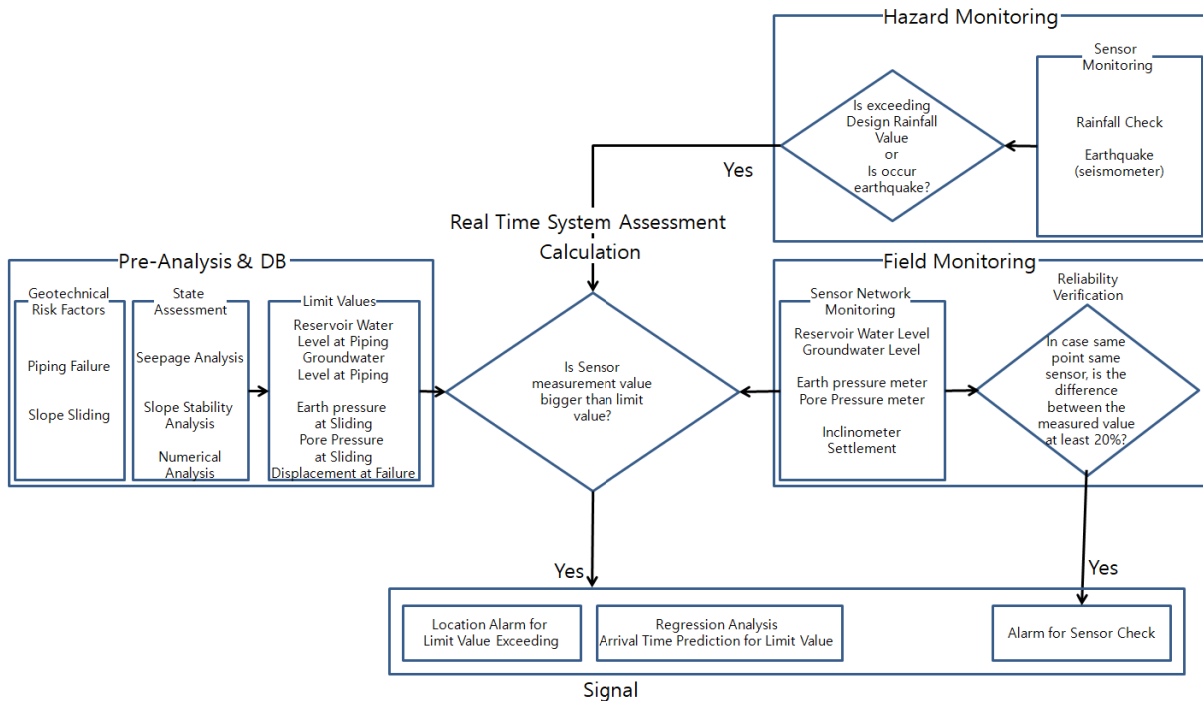 Hazard Monitoring
Sensor
Monitoring
Rainfall Check
Earthquake
(seismometer)
Is exceeding
Design Rainfall
Value
or
Is occur
earthquake?
Yes
Real Time System Assessment
Calculation
Pre-Analysis & DB
Geotechnical
Risk Factors
Piping Failure
Slope Sliding
State
Assessment
Seepage Analysis
Slope Stability
Analysis
Numerical
Analysis
Limit Values
Reservoir Water
Level at Piping
Groundwater
Level at Piping
Earth pressure
at Sliding
Pore Pressure
at Sliding
Displacement at Failure
Is Sensor
measurement value
bigger than limit
value?
Field Monitoring
Sensor Network
Monitoring
Reservoir Water Level
Groundwater Level
Earth pressure meter
Pore Pressure meter
Inclinometer
Settlement
Reliability
Verification
In case same
point same
sensor, is the
difference
between the
measured value
at least 20%?
Yes
Yes
Location Alarm for
Limit Value Exceeding
Regression Analysis
Arrival Time Prediction for Limit Value
Alarm for Sensor Check
Signal